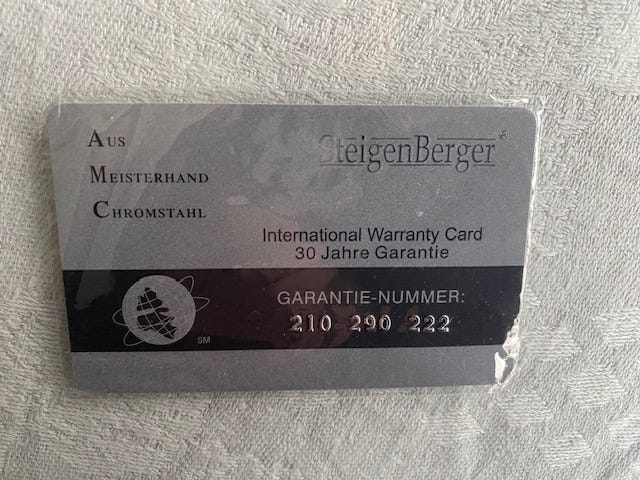 Aus
Meisterhand
Chromstahl
SteigenBerger®
International Warranty Card
30 Jahre Garantie
GARANTIE-NUMMER:
210 290 222
SM